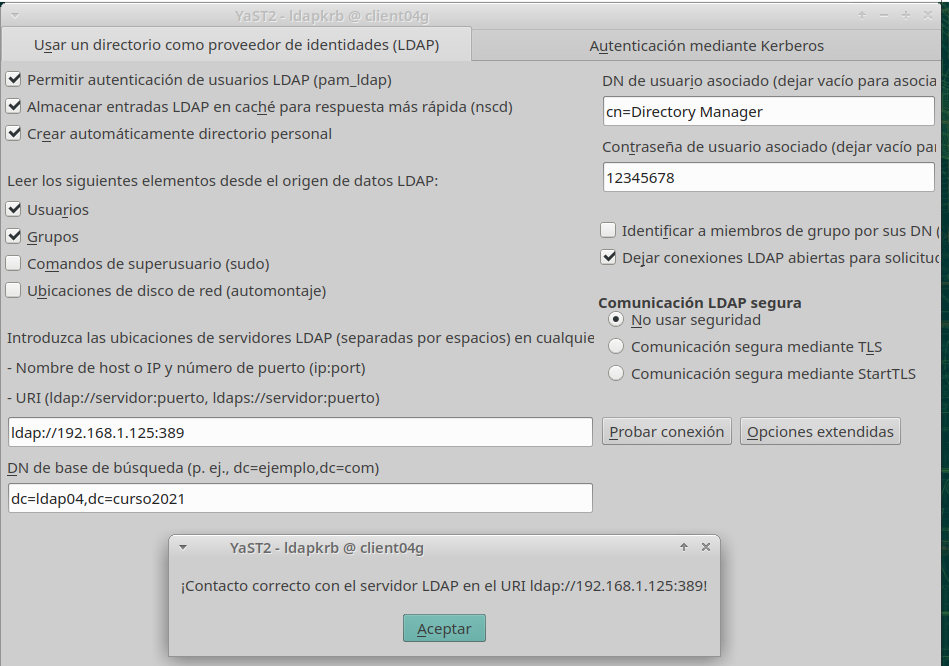 YaST2 - ldapkrb @ client04g
Usar un directorio como proveedor de identidades (LDAP)
Autenticación mediante Kerberos
Permitir autenticación de usuarios LDAP (pam_ldap)
Almacenar entradas LDAP en caché para respuesta más rápida (nscd)
Crear automáticamente directorio personal
Leer los siguientes elementos desde el origen de datos LDAP:
Usuarios
Grupos
Comandos de superusuario (sudo)
Ubicaciones de disco de red (automontaje)
Introduzca las ubicaciones de servidores LDAP (separadas por espacios) en cualquie
- Nombre de host o IP y número de puerto (ip:port)
- URI (ldap://servidor:puerto, ldaps://servidor:puerto)
ldap://192.168.1.125:389
DN de base de búsqueda (p. ej., dc=ejemplo,dc=com)
dc=ldap04,dc=curso2021
DN de usuario asociado (dejar vacío para asocia
cn=Directory Manager
Contraseña de usuario asociado (dejar vacío par
12345678
Identificar a miembros de grupo por sus DN (
Dejar conexiones LDAP abiertas para solicitud
Comunicación LDAP segura
No usar seguridad
Comunicación segura mediante TLS
Comunicación segura mediante StartTLS
Probar conexión
Opciones extendidas
YaST2 - ldapkrb @ client04g
¡Contacto correcto con el servidor LDAP en el URI ldap://192.168.1.125:389!
Aceptar